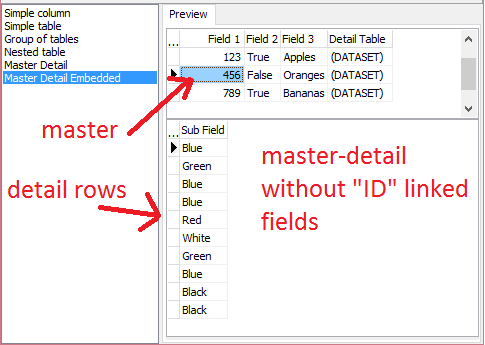 Simple column
Simple table
Group of tables
Nested table
Master Detail
Master Detail Embedded
Preview
... Field 1 Field 2 Field 3 Detail Table
123 True Apples (DATASET)
456 False Oranges (DATASET)
789 True Bananas (DATASET)
master
... Sub Field
Blue
Green
Blue
Blue
Red
White
Green
Blue
Black
Black
detail rows
master-detail
without "ID" linked
fields